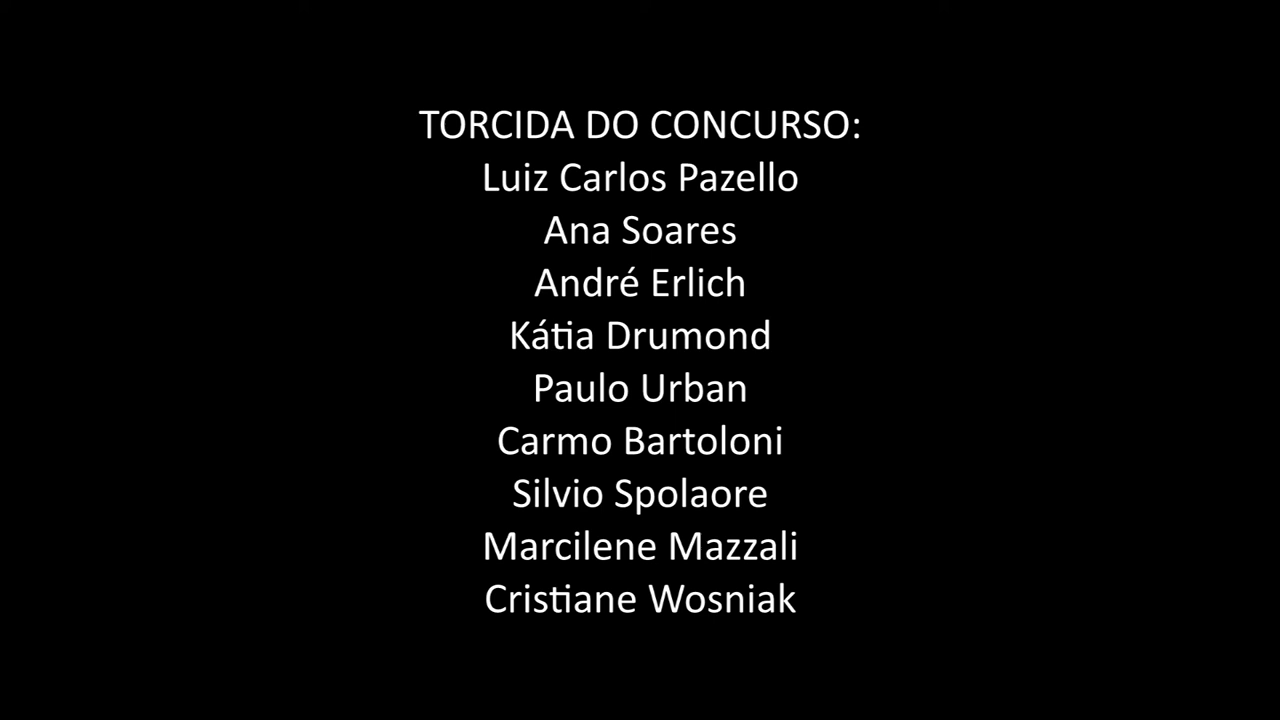 TORCIDA DO CONCURSO:
Luiz Carlos Pazello
Ana Soares
André Erlich
Kátia Drumond
Paulo Urban
Carmo Bartoloni
Silvio Spolaore
Marcilene Mazzali
Cristiane Wosniak